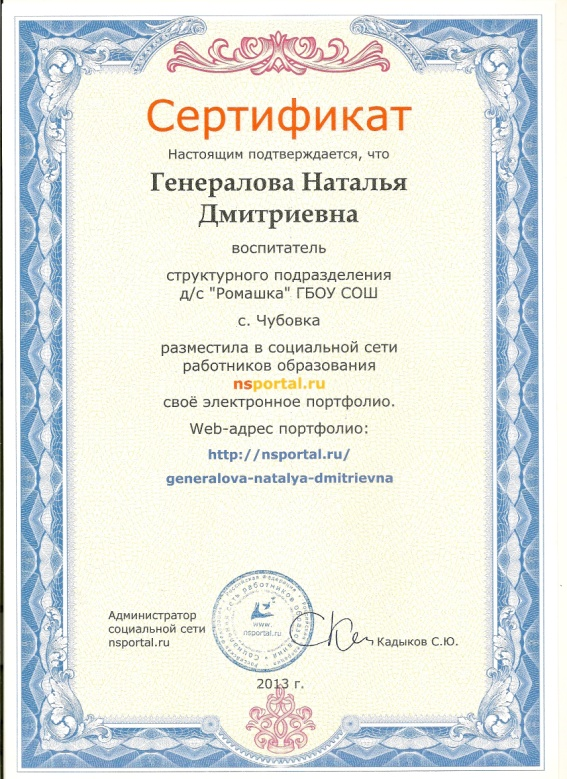 Сертификат
Настоящим подтверждается, что
Генералова Наталья
Дмитриевна
воспитатель
структурного подразделения
д/с "Ромашка" ГБОУ СОШ
с. Чубовка
разместила в социальной сети
работников образования
nsportal.ru
своё электронное портфолио.
Web-адрес портфолио:
http://nsportal.ru/
generalova-natalya-dmitrievna
Администратор
социальной сети
nsportal.ru
www.
nsportal.ru
Кадыков С.Ю.
2013 г.